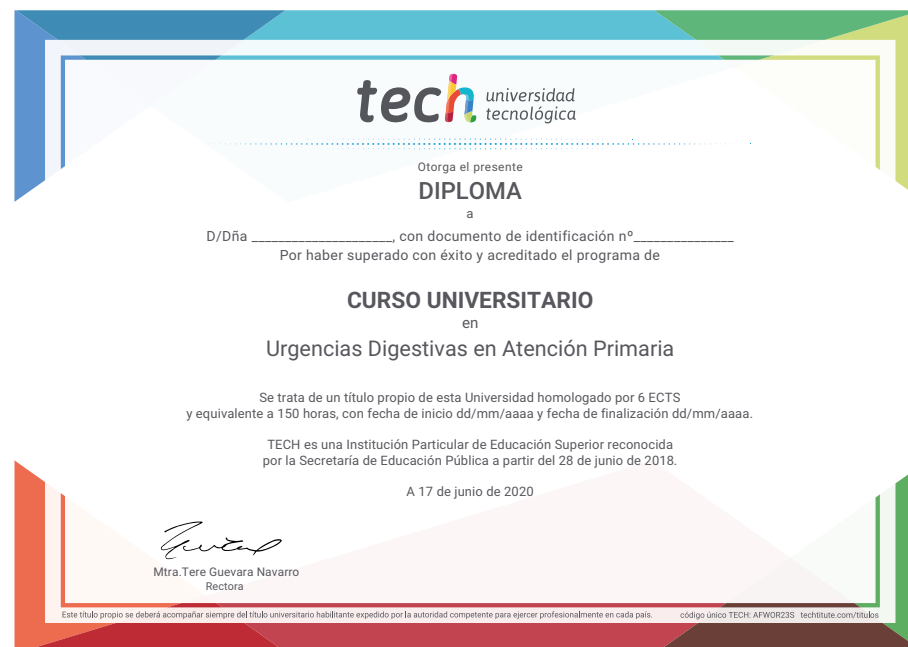 tech universidad
tecnológica
Otorga el presente
DIPLOMA
a
D/Dña _____________________, con documento de identificación nº_______________
Por haber superado con éxito y acreditado el programa de
CURSO UNIVERSITARIO
en
Urgencias Digestivas en Atención Primaria
Se trata de un título propio de esta Universidad homologado por 6 ECTS
y equivalente a 150 horas, con fecha de inicio dd/mm/aaaa y fecha de finalización dd/mm/aaaa.
TECH es una Institución Particular de Educación Superior reconocida
por la Secretaría de Educación Pública a partir del 28 de junio de 2018.
A 17 de junio de 2020
Mtra.Tere Guevara Navarro
Rectora
Este título propio se deberá acompañar siempre del título universitario habilitante expedido por la autoridad competente para ejercer profesionalmente en cada país. código único TECH: AFWOR23S techtitute.com/titulos